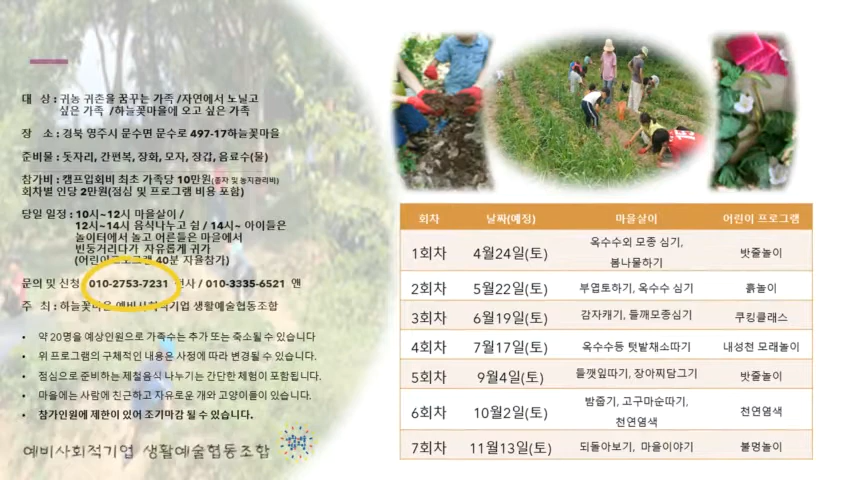 대 상 : 귀농 귀촌을 꿈꾸는 가족 /자연에서 노닐고
싶은 가족 /하늘꽃마을에 오고 싶은 가족
장 소 : 경북 영주시 문수면 문수로 497-17하늘꽃마을
준비물 : 돗자리, 간편복, 장화, 모자, 장갑, 음료수(물)
참가비 : 캠프입회비 최초 가족당 10만원(종자 및 농지관리비)
회차별 인당 2만원(점심 및 프로그램 비용 포함)
당일 일정 : 10시~12시 마을살이 /
12시~14시 음식나누고 쉼 / 14시~ 아이들은
놀이터에서 놀고 어른들은 마을에서
빈둥거리다가 자유롭게 귀가
(어린이프로그램 40분 자율참가)
문의 및 신청 010-2753-7231 천사 / 010-3335-6521 앤
주 최 : 하늘꽃마을 예비사회적기업 생활예술협동조합
• 약 20명을 예상인원으로 가족수는 추가 또는 축소될 수 있습니다
• 위 프로그램의 구체적인 내용은 사정에 따라 변경될 수 있습니다.
• 점심으로 준비하는 제철음식 나누기는 간단한 체험이 포함됩니다.
• 마을에는 사람에 친근하고 자유로운 개와 고양이들이 있습니다.
• 참가인원에 제한이 있어 조기마감 될 수 있습니다.
예비사회적기업 생활예술협동조합
회차 날짜(예정) 마을살이 어린이 프로그램
1회차 4월24일(토) 옥수수외 모종 심기, 봄나물하기 밧줄놀이
2회차 5월22일(토) 부엽토하기, 옥수수 심기 흙놀이
3회차 6월19일(토) 감자캐기, 들깨모종심기 쿠킹클래스
4회차 7월17일(토) 옥수수등 텃밭채소따기 내성천 모래놀이
5회차 9월4일(토) 들깻잎따기, 장아찌담그기 밧줄놀이
6회차 10월2일(토) 밤줍기, 고구마순따기, 천연염색 천연염색
7회차 11월13일(토) 되돌아보기, 마을이야기 불멍놀이